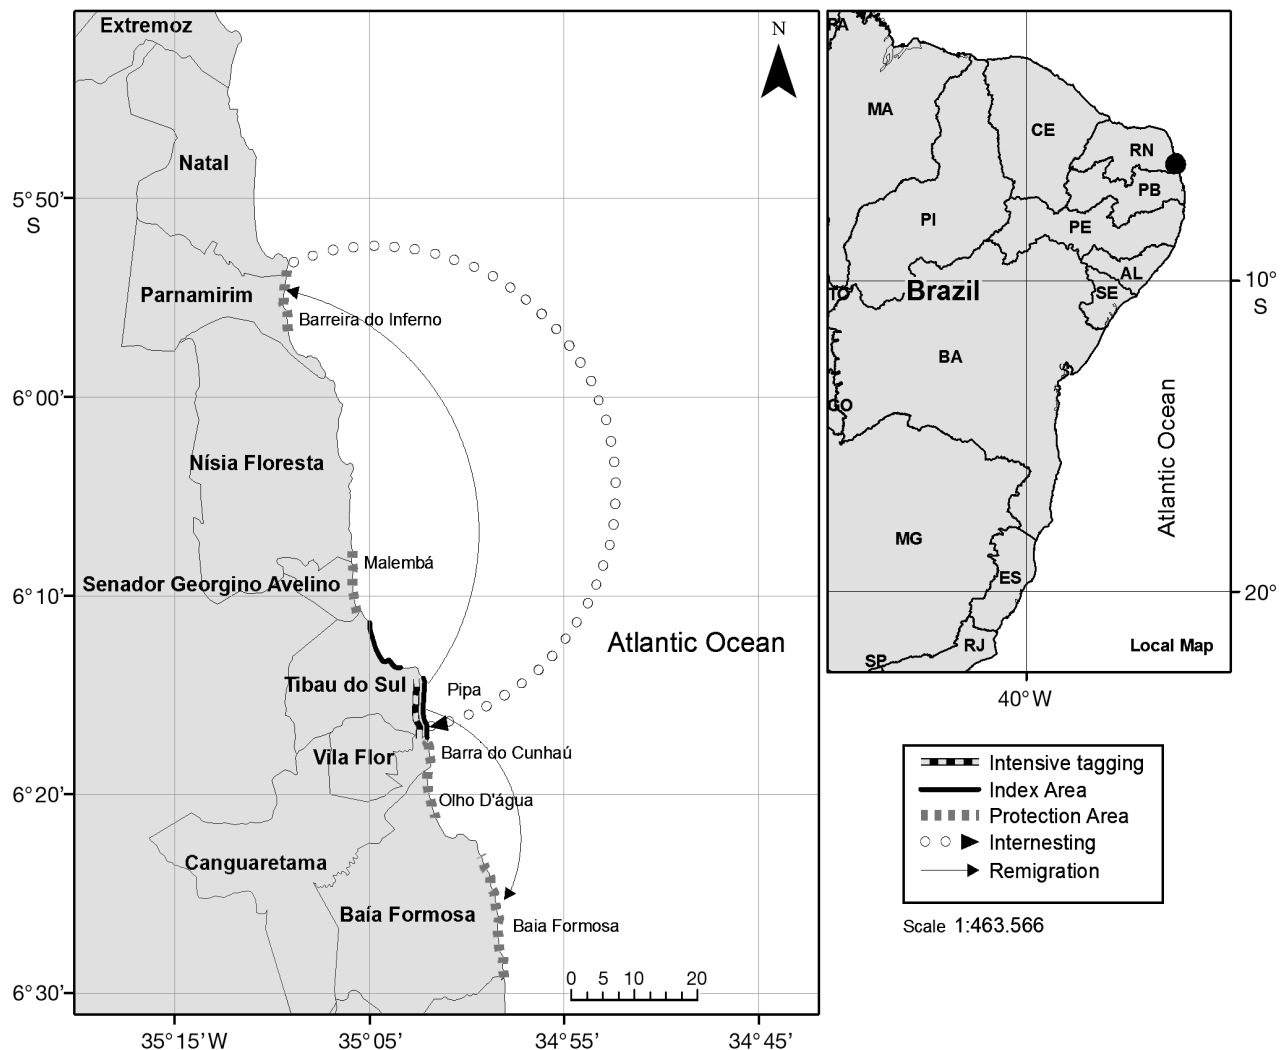 Extremoz
N
Natal
5°50'
S
Parnamirim
Barreira do Inferno
6°00'
Nísia Floresta
Malembá
Senador Georgino Avelino
6°10'
Atlantic Ocean
Tibau do Sul
Pipa
Vila Flor
Barra do Cunhaú
6°20'
Olho D'água
Canguaretama
Baía Formosa
Baia Formosa
0 5 10 20
6°30'
35°15'W
35°05'
34°55'
34°45'
PA
MA
CE
RN
PB
PI
PE
AL
10°
S
TO
Brazil
SE
BA
GO
Atlantic Ocean
MG
ES
20°
RJ
Local Map
SP
40°W
Intensive tagging
Index Area
Protection Area
Internesting
Remigration
Scale 1:463.566